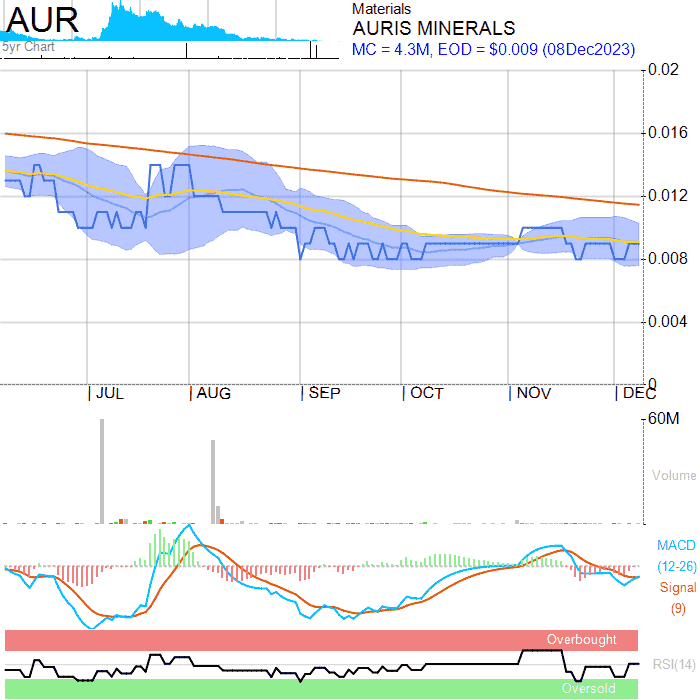 AUR
5yr Chart
Materials
AURIS MINERALS
MC = 4.3M, EOD = $0.009 (08Dec2023)
0.02
0.016
0.012
0.008
0.004
0
JUL AUG SEP OCT NOV DEC
60M
Volume
MACD
(12-26)
Signal
(9)
Overbought
RSI(14)
Oversold